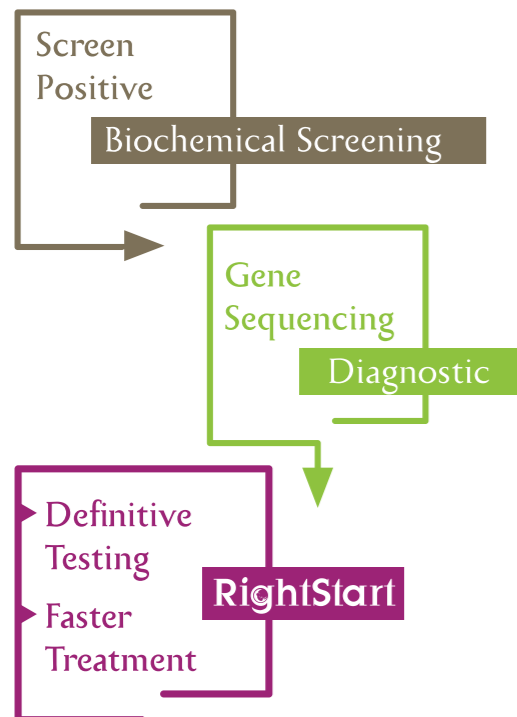 Screen
Positive
Biochemical Screening
Gene
Sequencing
Diagnostic
Definitive
Testing
RightStart
Faster
Treatment